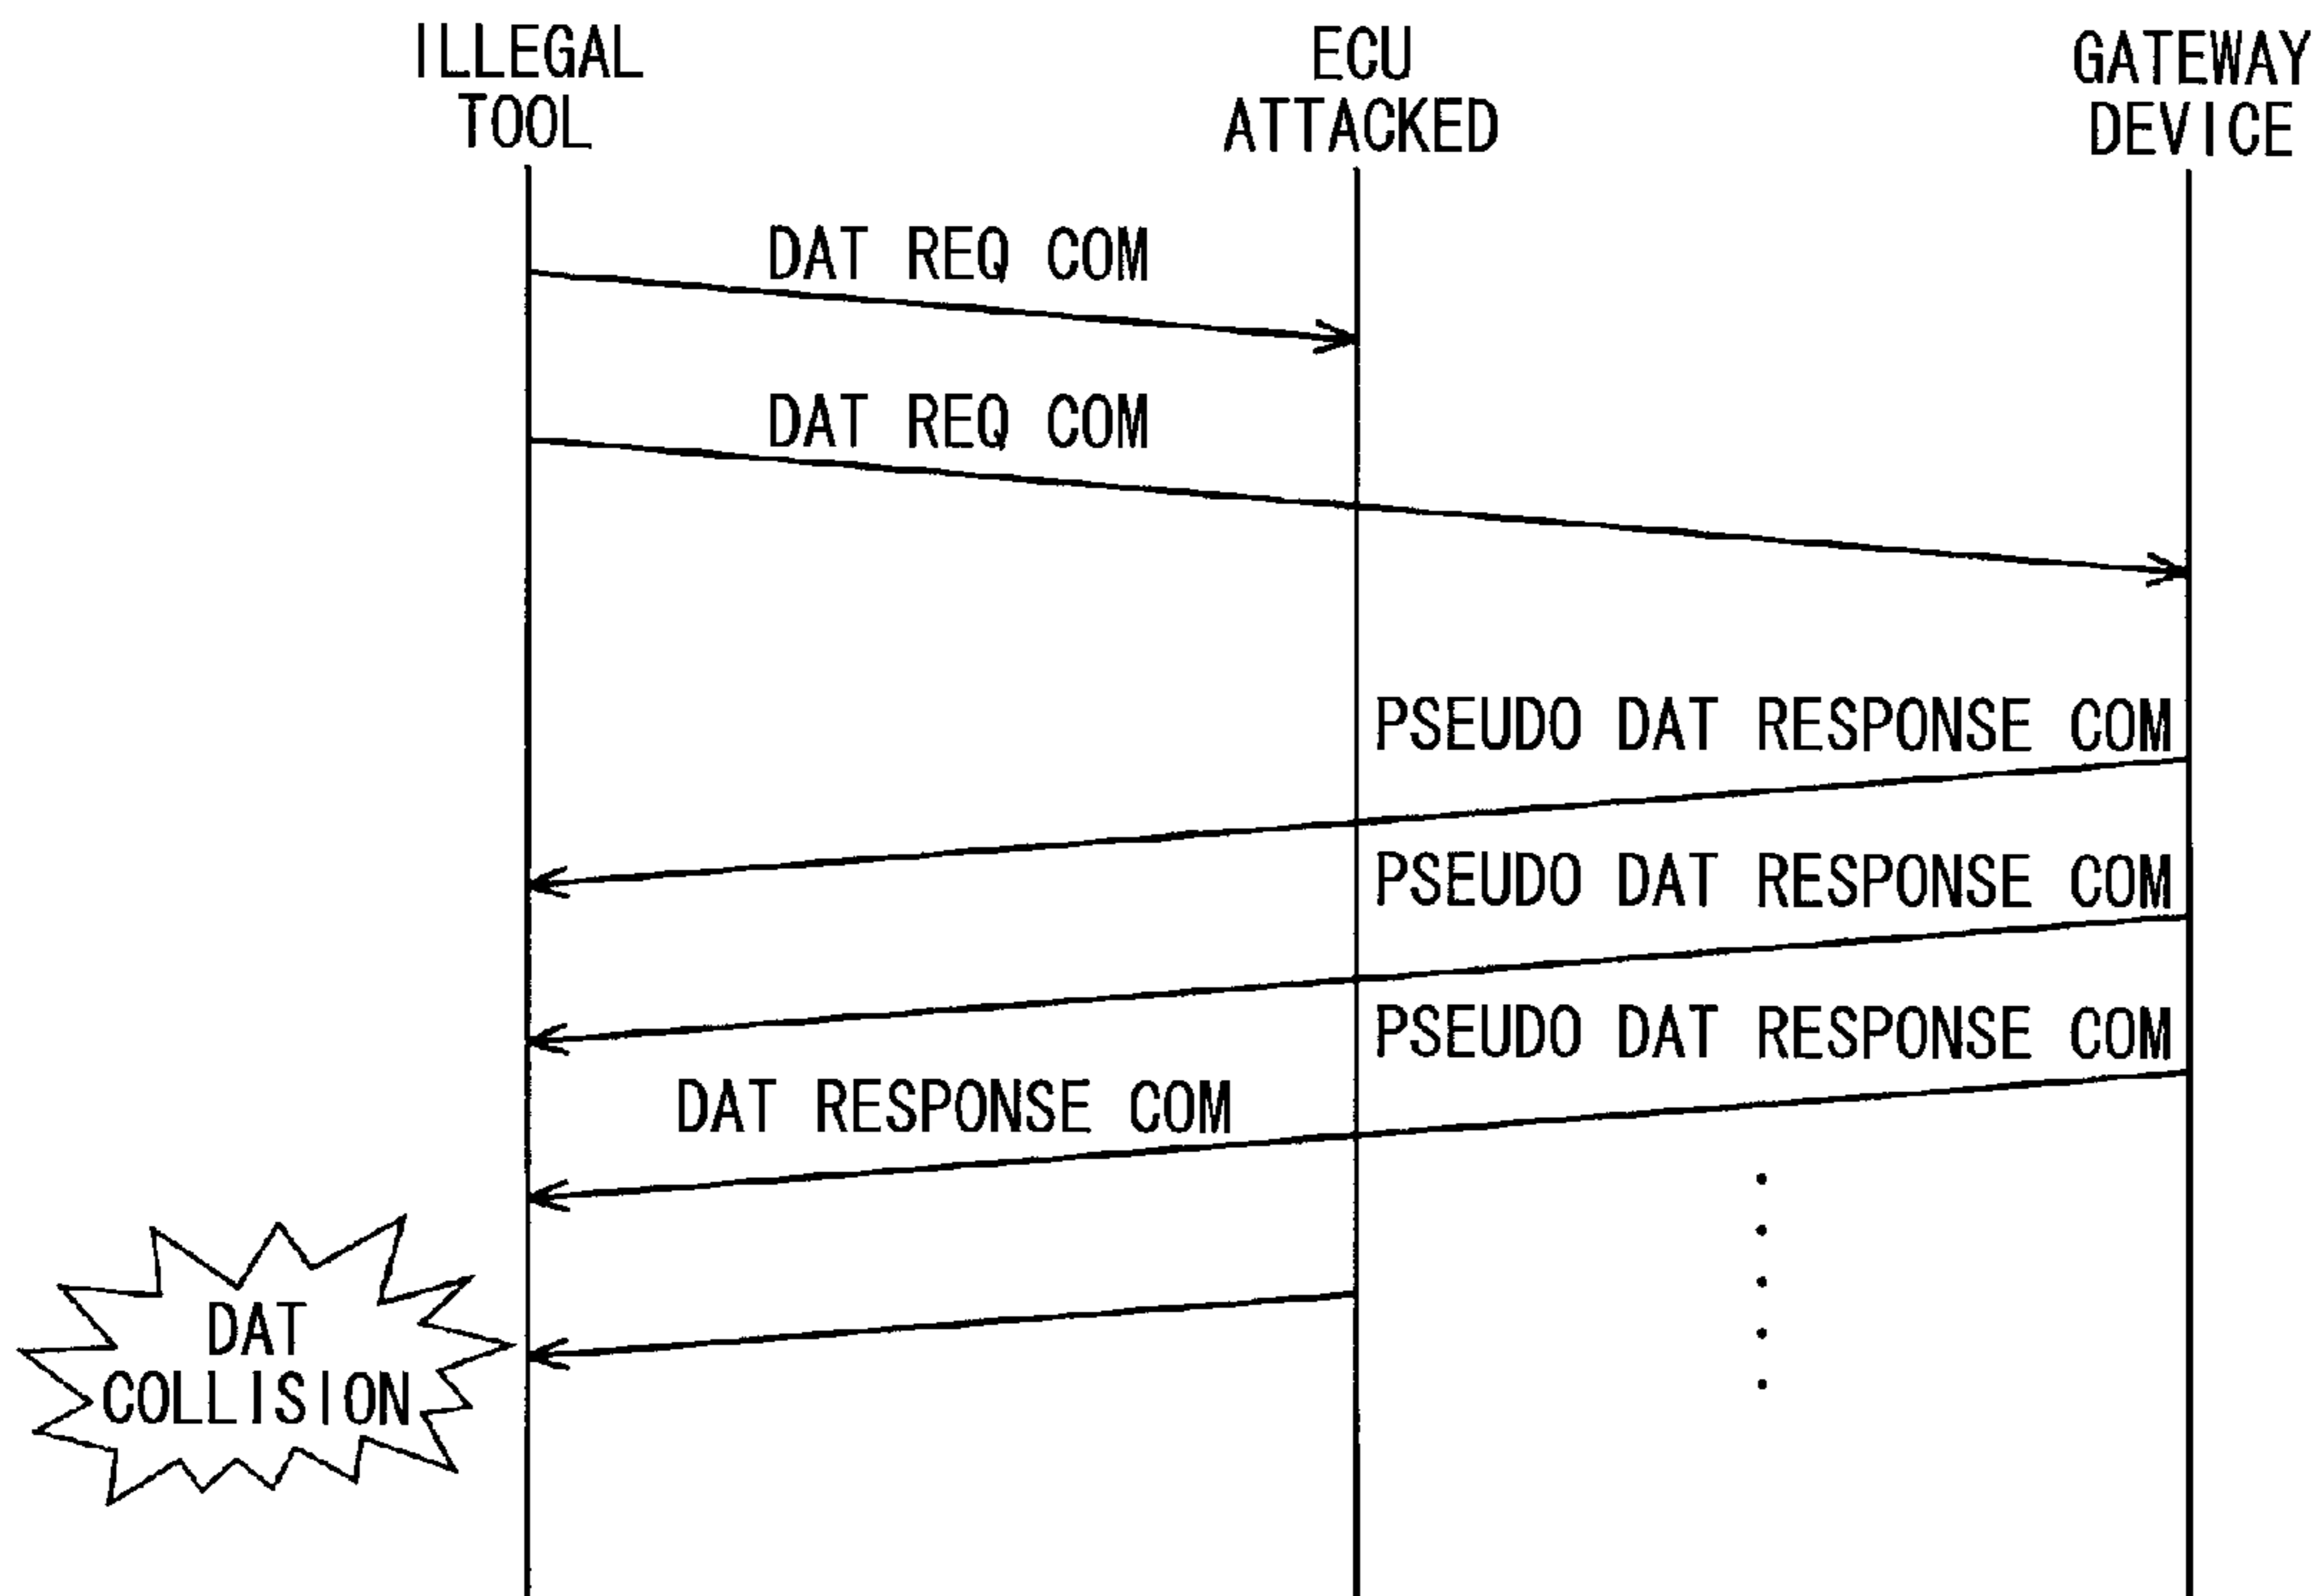 ILLEGAL
TOOL
ECU
ATTACKED
GATEWAY
DEVICE
DAT REQ COM
DAT REQ COM
PSEUDO DAT RESPONSE COM
PSEUDO DAT RESPONSE COM
PSEUDO DAT RESPONSE COM
DAT RESPONSE COM
DAT
COLLISION